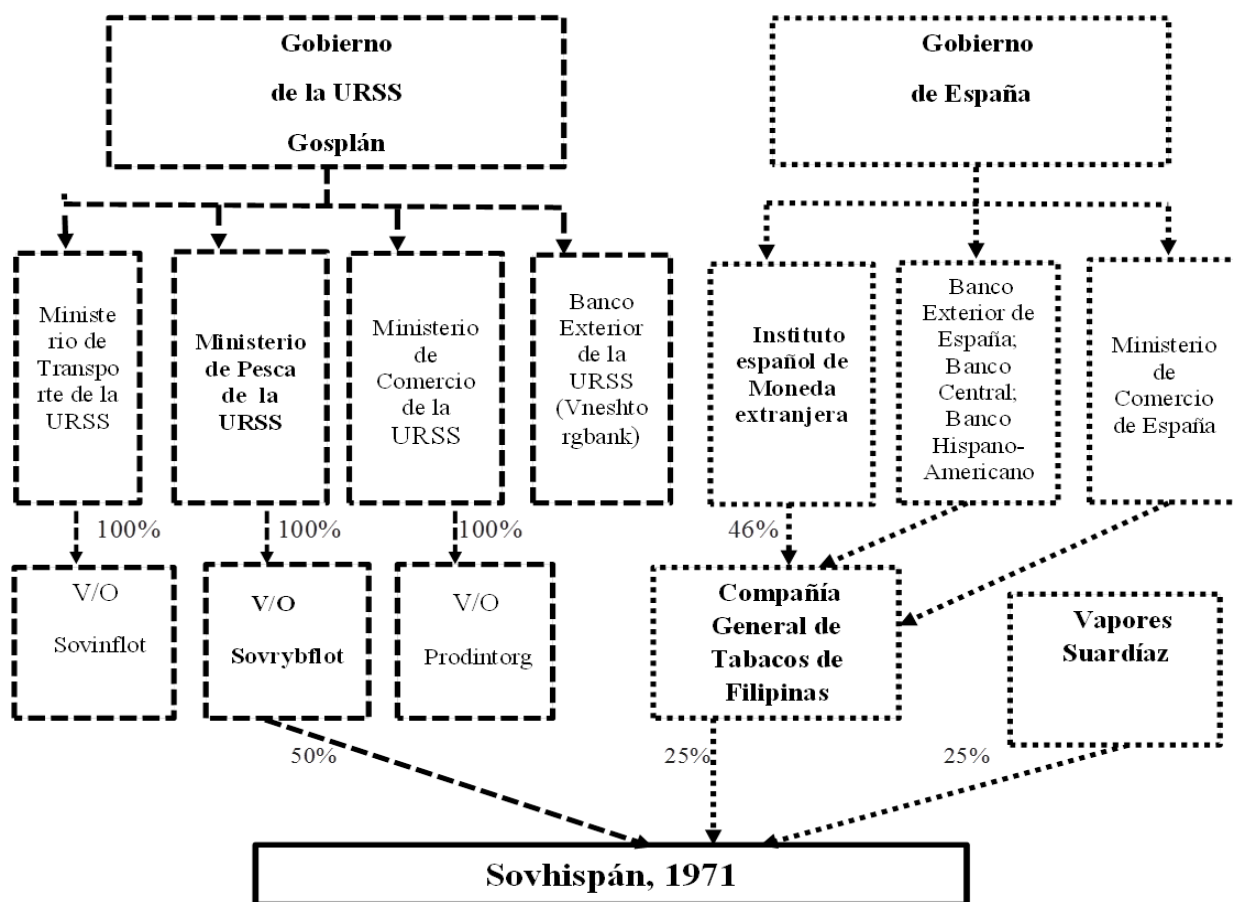 Gobierno
de la URSS
Gosplán
Gobierno
de España
Ministe
rio de
Transpo
rte de la
URSS
Ministerio
de Pesca
de la
URSS
Ministerio
de
Comercio
de la
URSS
Banco
Exterior
de la
URSS
(Vneshto
rgbank)
Instituto
español de
Moneda
extranjera
Banco
Exterior de
España;
Banco
Central;
Banco
Hispano-
Americano
Ministerio
de
Comercio
de España
100%
100%
100%
46%
V/O
Sovinflot
V/O
Sovrybflot
V/O
Prodintorg
Compañía
General de
Tabacos de
Filipinas
Vapores
Suardíaz
50%
25%
25%
Sovhispán, 1971